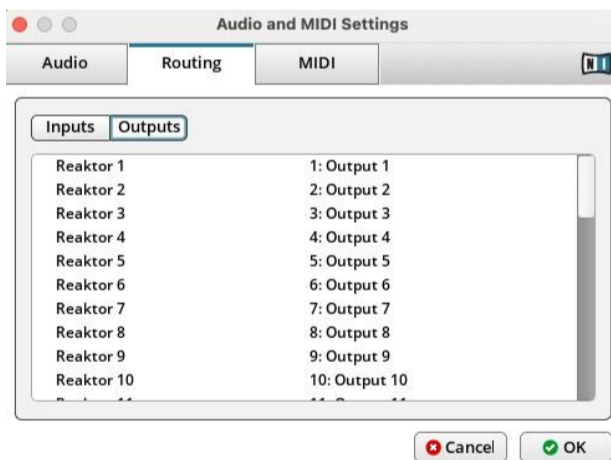 Audio and MIDI Settings
Audio Routing MIDI
NI
Inputs Outputs
Reaktor 1 1: Output 1
Reaktor 2 2: Output 2
Reaktor 3 3: Output 3
Reaktor 4 4: Output 4
Reaktor 5 5: Output 5
Reaktor 6 6: Output 6
Reaktor 7 7: Output 7
Reaktor 8 8: Output 8
Reaktor 9 9: Output 9
Reaktor 10 10: Output 10
Cancel OK